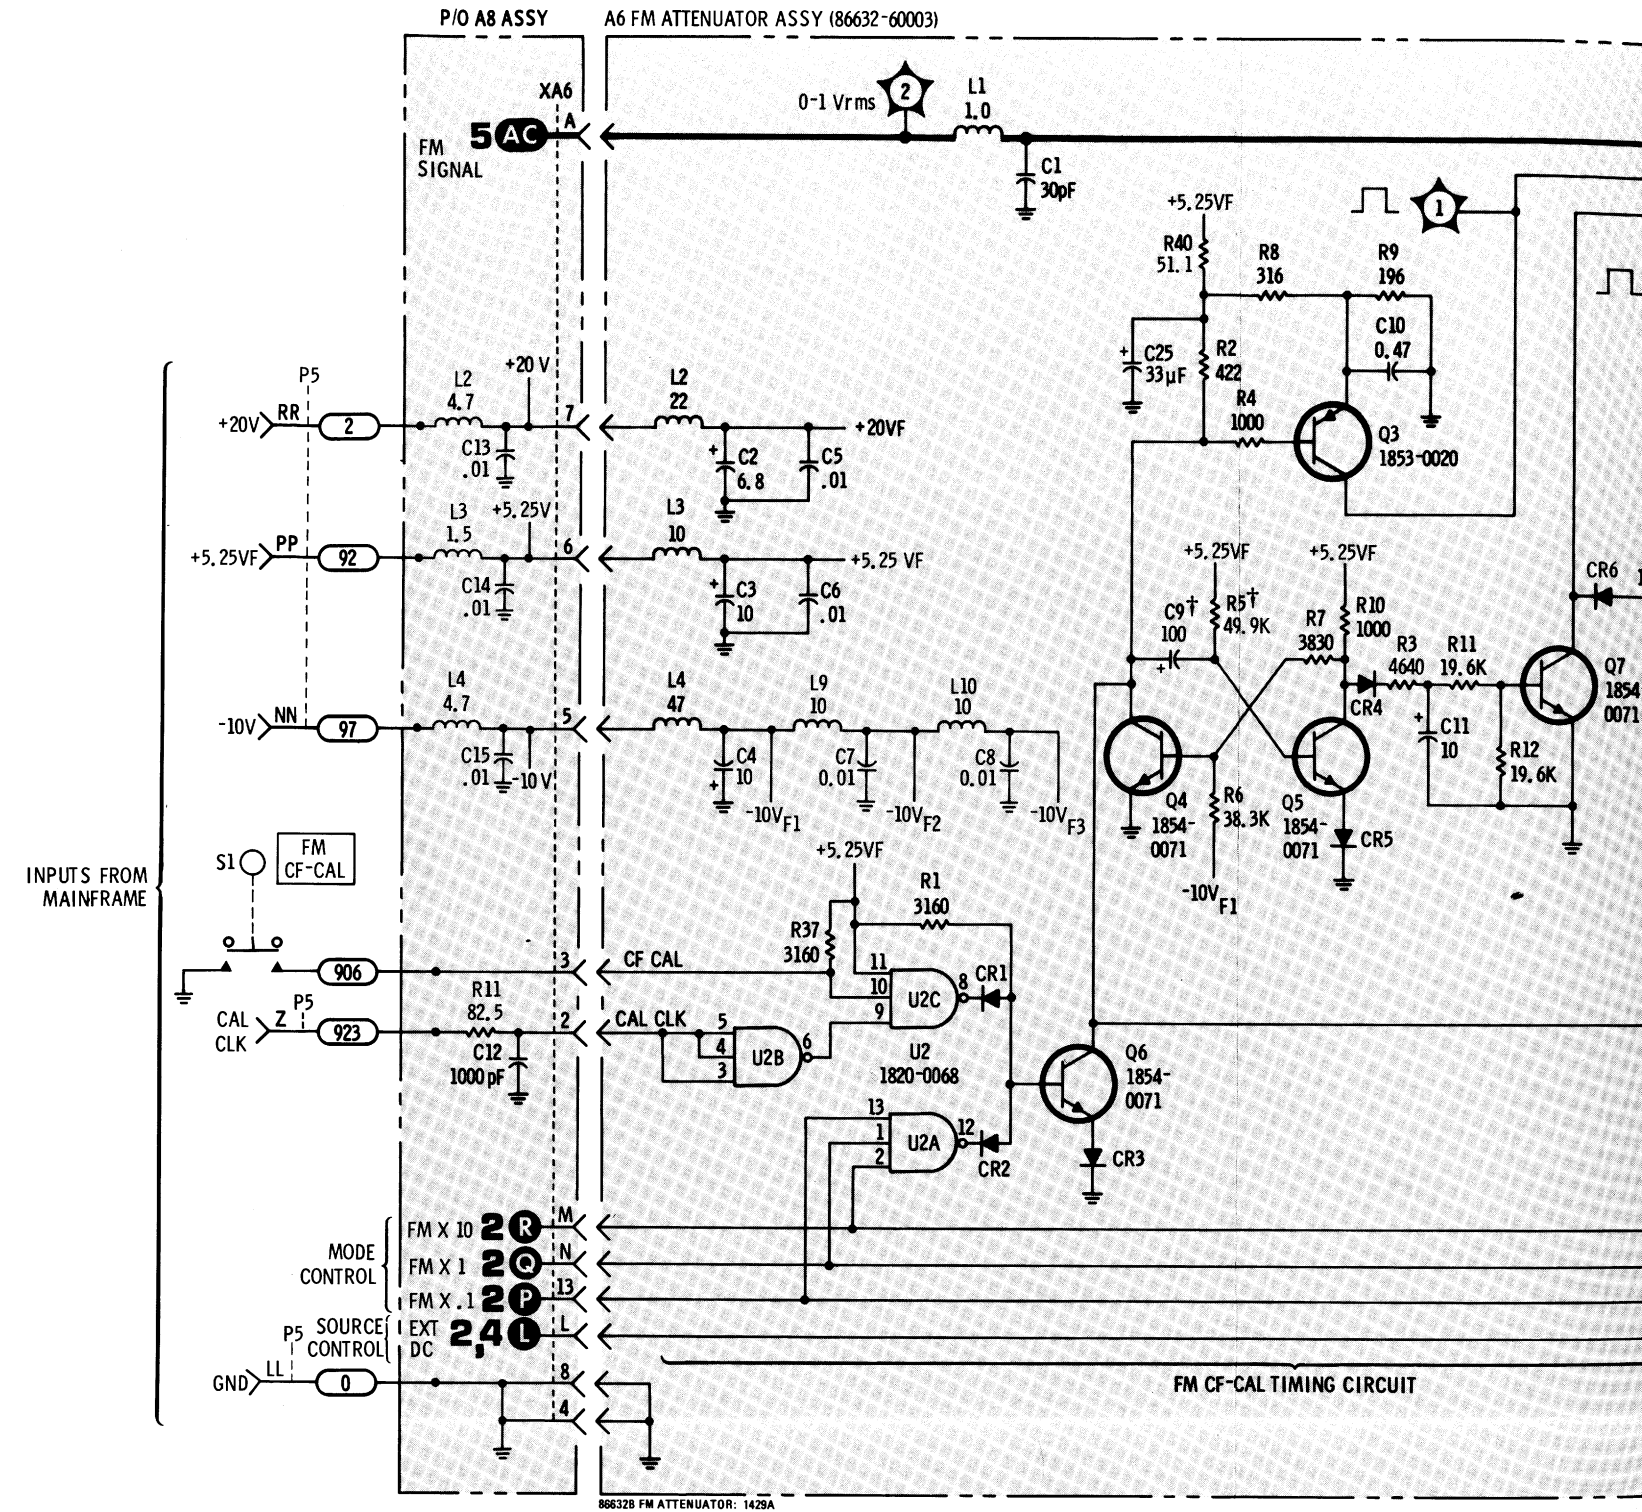 P/O A8 ASSY
A6 FM ATTENUATOR ASSY (86632-60003)
XA6
A
5 AC
FM
SIGNAL
0-1 Vrms
2
L1
1.0
C1
30pF
+5.25VF
R40
51.1
R8
316
R9
196
1
C10
0.47
+
C25
33µF
R2
422
R4
1000
Q3
1853-0020
INPUTS FROM
MAINFRAME
P5
+20V
RR
2
L2
4.7
+20 V
C13
.01
7
L2
22
+20VF
+
C2
6.8
C5
.01
+5.25VF
PP
92
L3
1.5
+5.25V
C14
.01
6
L3
10
+5.25 VF
+
C3
10
C6
.01
-10V
NN
97
L4
4.7
C15
.01
-10 V
5
L4
47
L9
10
L10
10
C4
10
+
C7
0.01
C8
0.01
-10VF1
-10VF2
-10VF3
+5.25VF
+5.25VF
C9†
100
+
R5†
49.9K
R7
3830
R10
1000
R3
4640
R11
19.6K
CR4
+
C11
10
R12
19.6K
CR6
1
Q7
1854
0071
Q4
1854-
0071
R6
38.3K
-10VF1
Q5
1854-
0071
CR5
S1
FM
CF-CAL
906
3
CF CAL
+5.25VF
R1
3160
R37
3160
11
10
9
U2C
8
CR1
CAL
CLK
Z
P5
923
R11
82.5
C12
1000 pF
2
CAL CLK
5
4
3
U2B
6
U2
1820-0068
13
1
2
U2A
12
CR2
Q6
1854-
0071
CR3
MODE
CONTROL
FM X 10
2 R
M
FM X 1
2 Q
N
FM X .1
2 P
13
P5
SOURCE
CONTROL
EXT
DC
2,4 L
L
GND
LL
0
8
4
FM CF-CAL TIMING CIRCUIT
86632B FM ATTENUATOR: 1429A